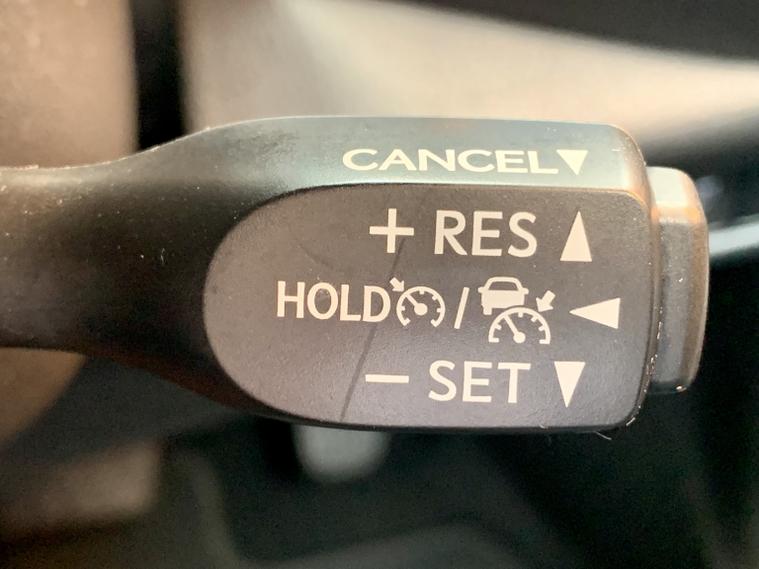 CANCEL▼
+ RES ▲
HOLD / ◀
− SET ▼